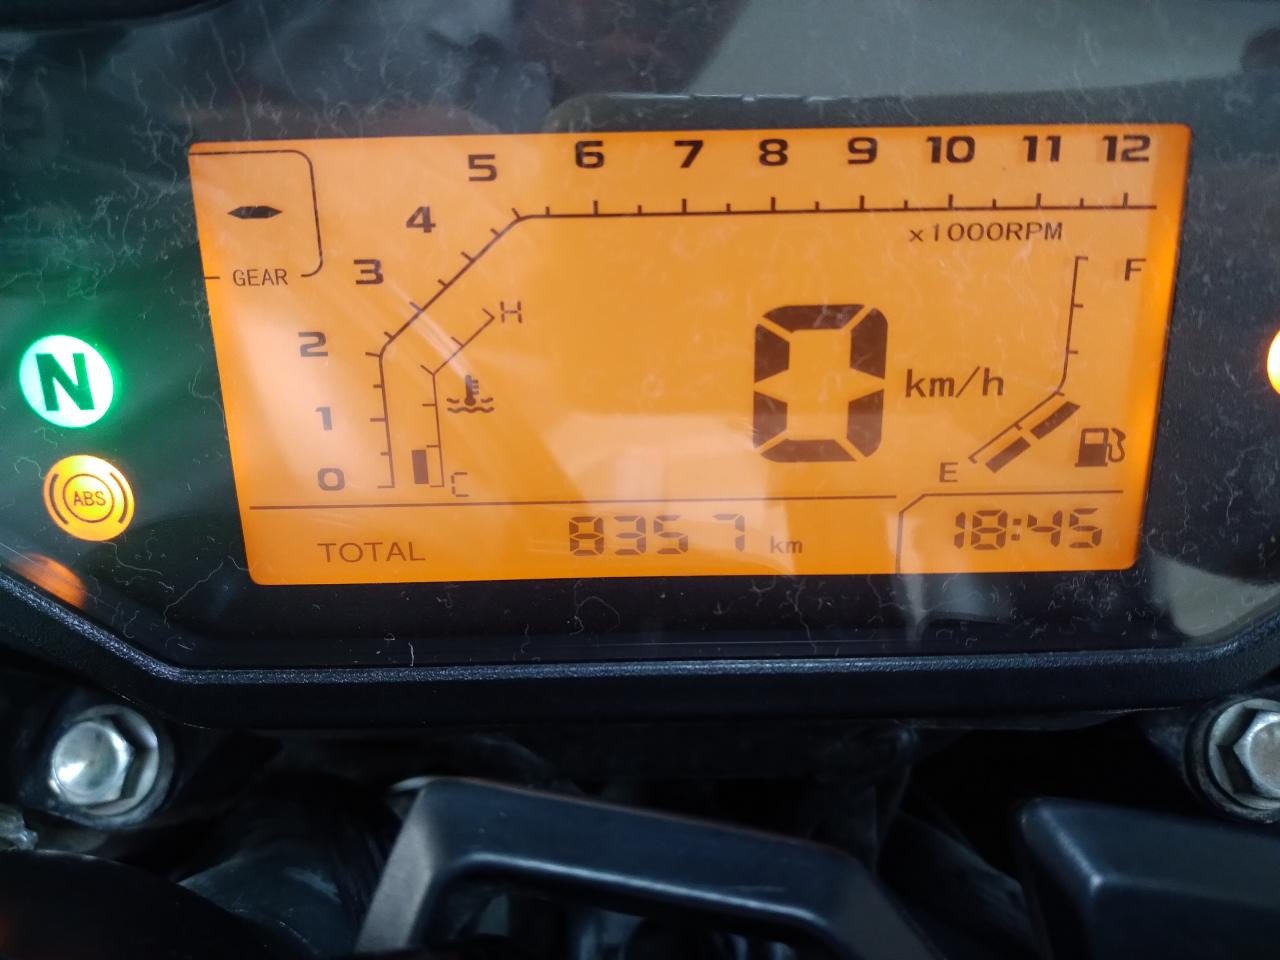 5 6 7 8 9 10 11 12
4
×1000RPM
3
GEAR
F
H
2
N
km/h
0
1
E
0
C
ABS
TOTAL 8357 km
18:45